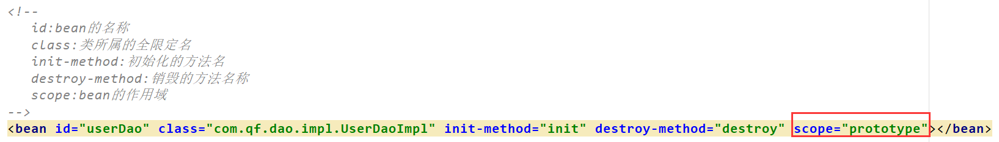 <!--
id:bean的名称
class:类所属的全限定名
init-method:初始化的方法名
destroy-method:销毁的方法名称
scope:bean的作用域
-->
<bean id="userDao" class="com.qf.dao.impl.UserDaoImpl" init-method="init" destroy-method="destroy" scope="prototype"></bean>